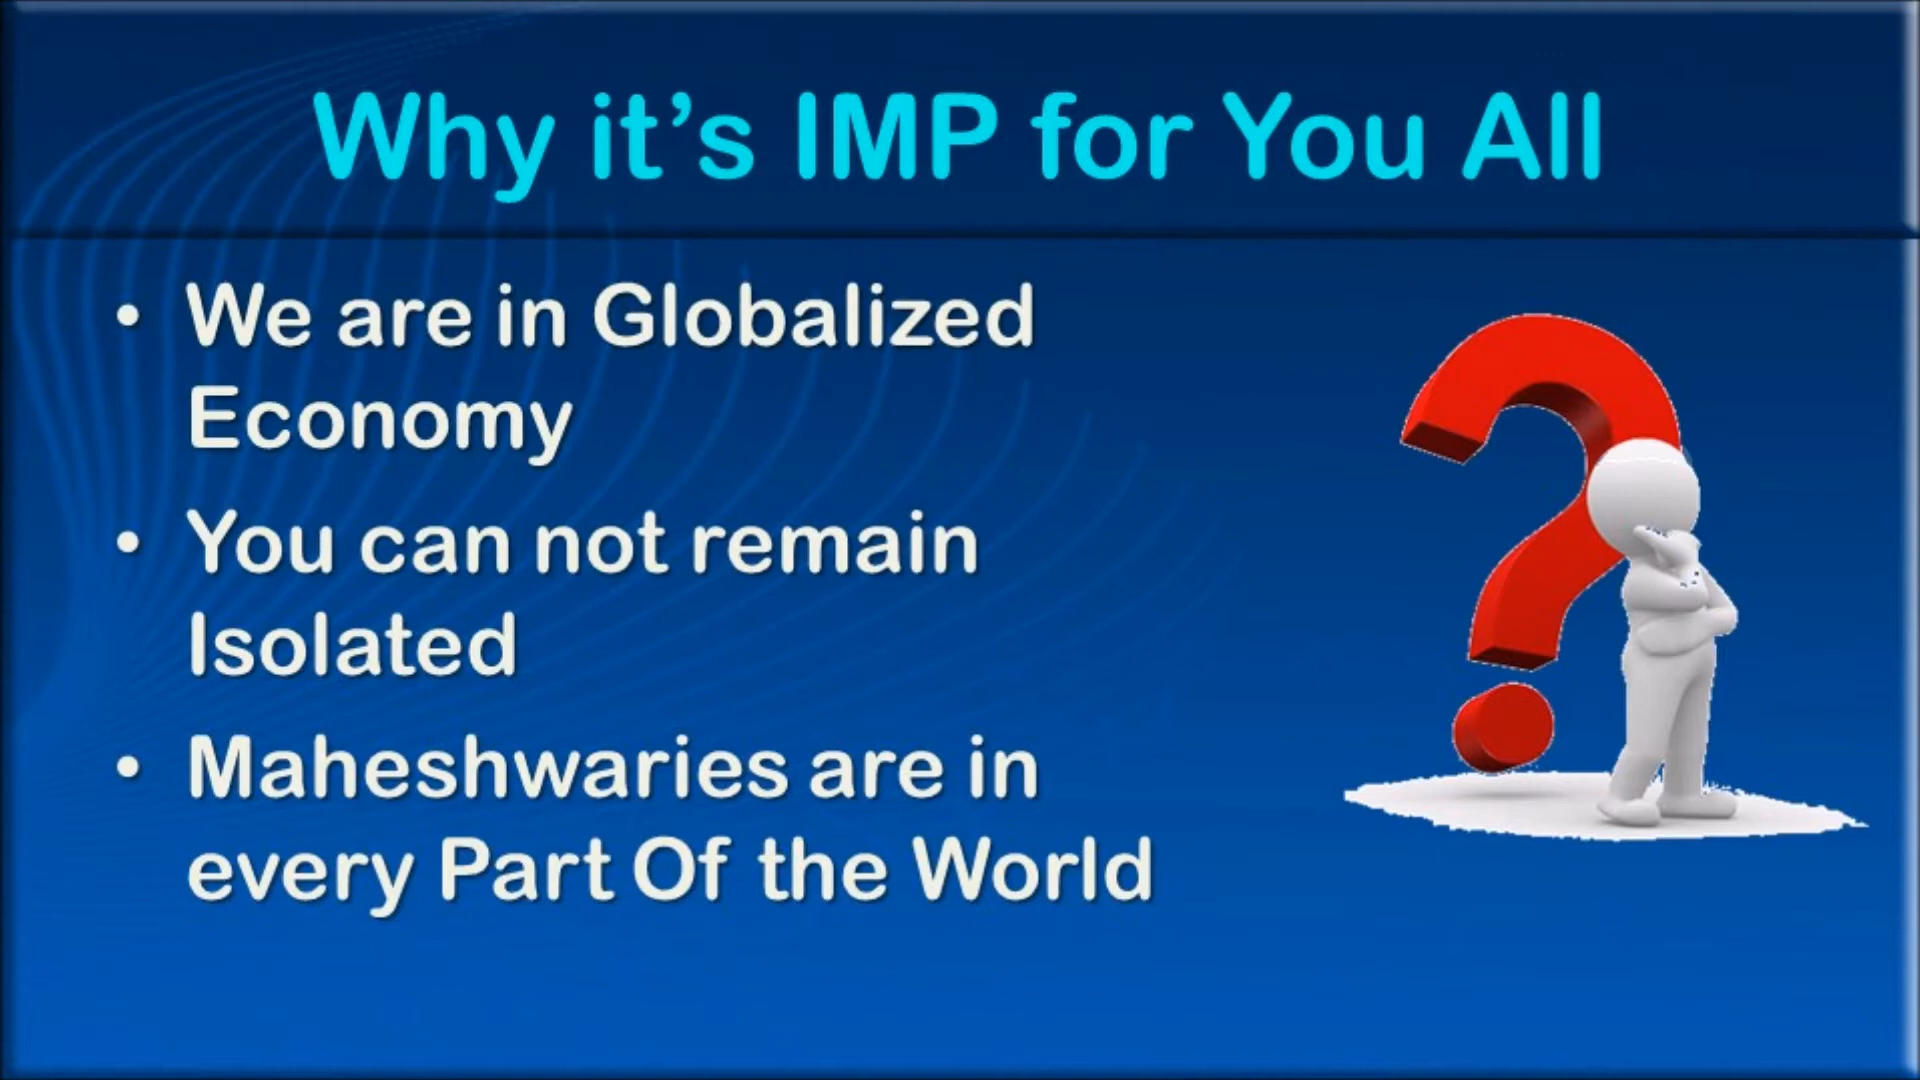 Why it’s IMP for You All
• We are in Globalized
Economy
• You can not remain
Isolated
• Maheshwaries are in
every Part Of the World